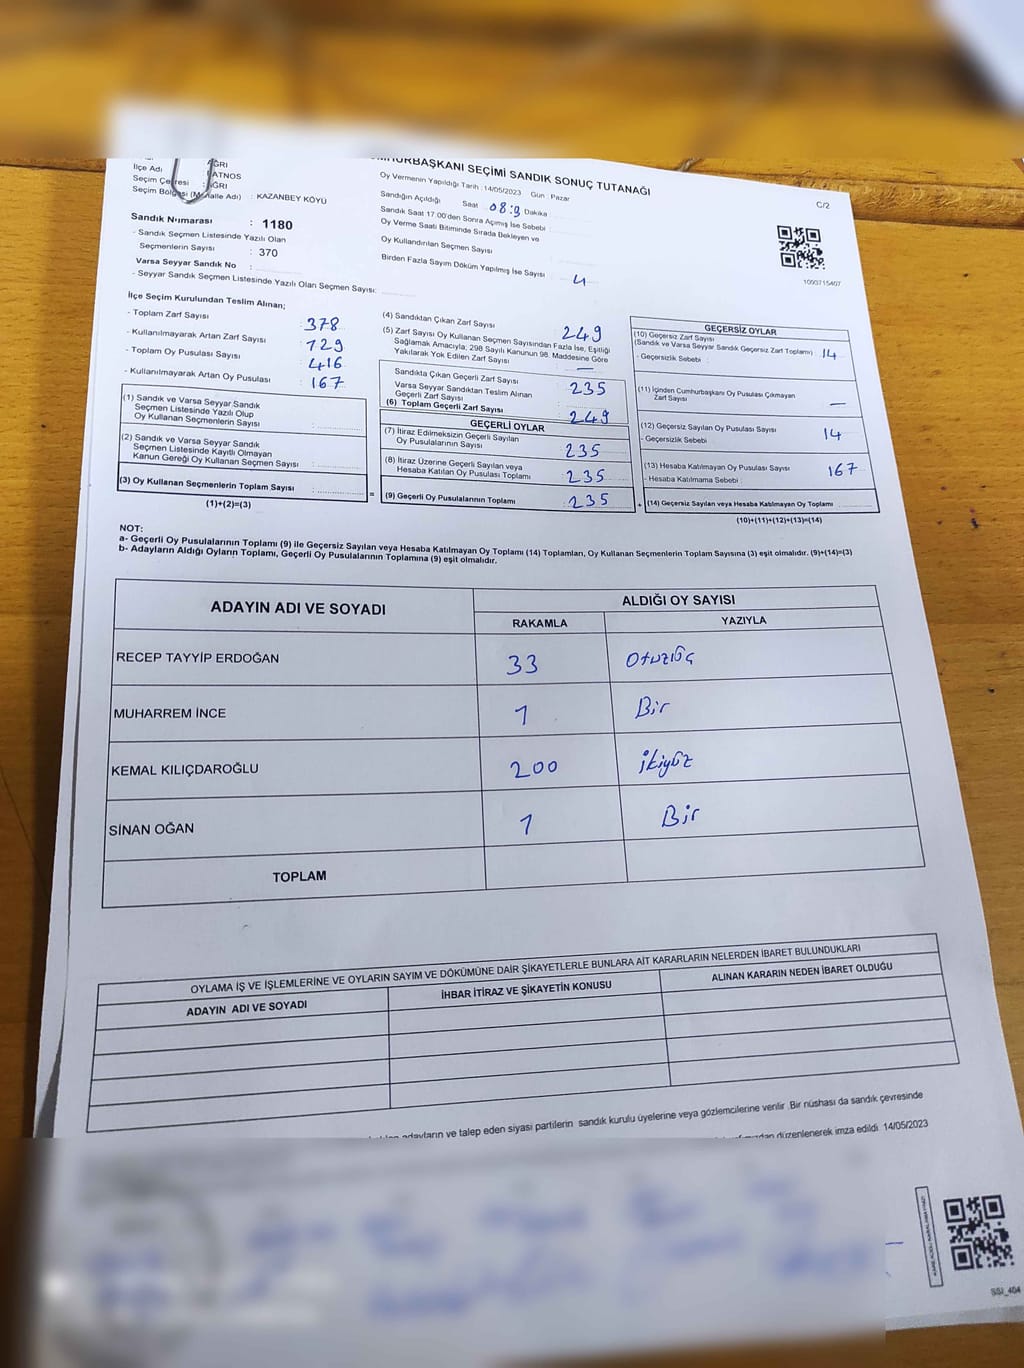 CUMHURBAŞKANI SEÇİMİ SANDIK SONUÇ TUTANAĞI
C/2
AĞRI
İlçe Adı : PATNOS
Seçim Çevresi : AĞRI
Seçim Bölgesi (Mahalle Adı) : KAZANBEY KÖYÜ
Sandık Numarası : 1180
- Sandık Seçmen Listesinde Yazılı Olan
Seçmenlerin Sayısı : 370
Varsa Seyyar Sandık No :
- Seyyar Sandık Seçmen Listesinde Yazılı Olan Seçmen Sayısı:
Oy Vermenin Yapıldığı Tarih : 14/05/2023 Gün : Pazar
Sandığın Açıldığı Saat 08:9 Dakika
Sandık Saat 17.00'den Sonra Açımış İse Sebebi :
Oy Verme Saati Bitiminde Sırada Bekleyen ve
Oy Kullandırılan Seçmen Sayısı :
Birden Fazla Sayım Döküm Yapılmış İse Sayısı : 4
1093715407
İlçe Seçim Kurulundan Teslim Alınan;
- Toplam Zarf Sayısı : 378
- Kullanılmayarak Artan Zarf Sayısı : 129
- Toplam Oy Pusulası Sayısı : 416
- Kullanılmayarak Artan Oy Pusulası : 167
(1) Sandık ve Varsa Seyyar Sandık
Seçmen Listesinde Yazılı Olup
Oy Kullanan Seçmenlerin Sayısı :
(2) Sandık ve Varsa Seyyar Sandık
Seçmen Listesinde Kayıtlı Olmayan
Kanun Gereği Oy Kullanan Seçmen Sayısı :
(3) Oy Kullanan Seçmenlerin Toplam Sayısı :
(1)+(2)=(3)
(4) Sandıktan Çıkan Zarf Sayısı : 249
(5) Zarf Sayısı Oy Kullanan Seçmen Sayısından Fazla İse, Eşitliği
Sağlamak Amacıyla; 298 Sayılı Kanunun 98. Maddesine Göre
Yakılarak Yok Edilen Zarf Sayısı : —
Sandıkta Çıkan Geçerli Zarf Sayısı : 235
Varsa Seyyar Sandıktan Teslim Alınan
Geçerli Zarf Sayısı :
(6) Toplam Geçerli Zarf Sayısı : 249
GEÇERLİ OYLAR
(7) İtiraz Edilmeksizin Geçerli Sayılan
Oy Pusulalarının Sayısı : 235
(8) İtiraz Üzerine Geçerli Sayılan veya
Hesaba Katılan Oy Pusulası Toplamı : 235
= (9) Geçerli Oy Pusulalarının Toplamı : 235
GEÇERSİZ OYLAR
(10) Geçersiz Zarf Sayısı
(Sandık ve Varsa Seyyar Sandık Geçersiz Zarf Toplamı) : 14
- Geçersizlik Sebebi :
(11) İçinden Cumhurbaşkanı Oy Pusulası Çıkmayan
Zarf Sayısı : —
(12) Geçersiz Sayılan Oy Pusulası Sayısı : 14
- Geçersizlik Sebebi :
(13) Hesaba Katılmayan Oy Pusulası Sayısı : 167
- Hesaba Katılmama Sebebi :
+ (14) Geçersiz Sayılan veya Hesaba Katılmayan Oy Toplamı :
(10)+(11)+(12)+(13)=(14)
NOT:
a- Geçerli Oy Pusulalarının Toplamı (9) ile Geçersiz Sayılan veya Hesaba Katılmayan Oy Toplamı (14) Toplamları, Oy Kullanan Seçmenlerin Toplam Sayısına (3) eşit olmalıdır. (9)+(14)=(3)
b- Adayların Aldığı Oyların Toplamı, Geçerli Oy Pusulalarının Toplamına (9) eşit olmalıdır.
ADAYIN ADI VE SOYADI ALDIĞI OY SAYISI
RAKAMLA YAZIYLA
RECEP TAYYİP ERDOĞAN 33 Otuzüç
MUHARREM İNCE 1 Bir
KEMAL KILIÇDAROĞLU 200 İkiyüz
SİNAN OĞAN 1 Bir
TOPLAM
OYLAMA İŞ VE İŞLEMLERİNE VE OYLARIN SAYIM VE DÖKÜMÜNE DAİR ŞİKAYETLERLE BUNLARA AİT KARARLARIN NELERDEN İBARET BULUNDUKLARI
ADAYIN ADI VE SOYADI İHBAR İTİRAZ VE ŞİKAYETİN KONUSU ALINAN KARARIN NEDEN İBARET OLDUĞU
adayların ve talep eden siyasi partilerin sandık kurulu üyelerine veya gözlemcilerine verilir .Bir nüshası da sandık çevresinde
düzenlenerek imza edildi. 14/05/2023
SSI_404